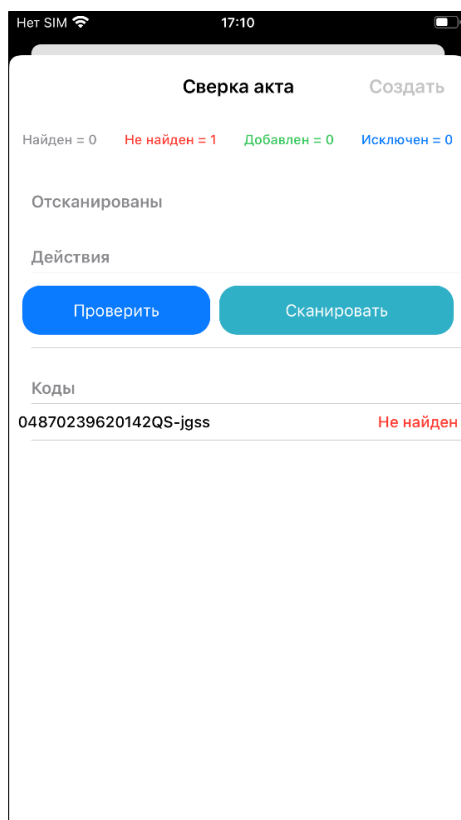 Нет SIM 17:10
Сверка акта Создать
Найден = 0 Не найден = 1 Добавлен = 0 Исключен = 0
Отсканированы
Действия
Проверить Сканировать
Коды
04870239620142QS-jgss Не найден